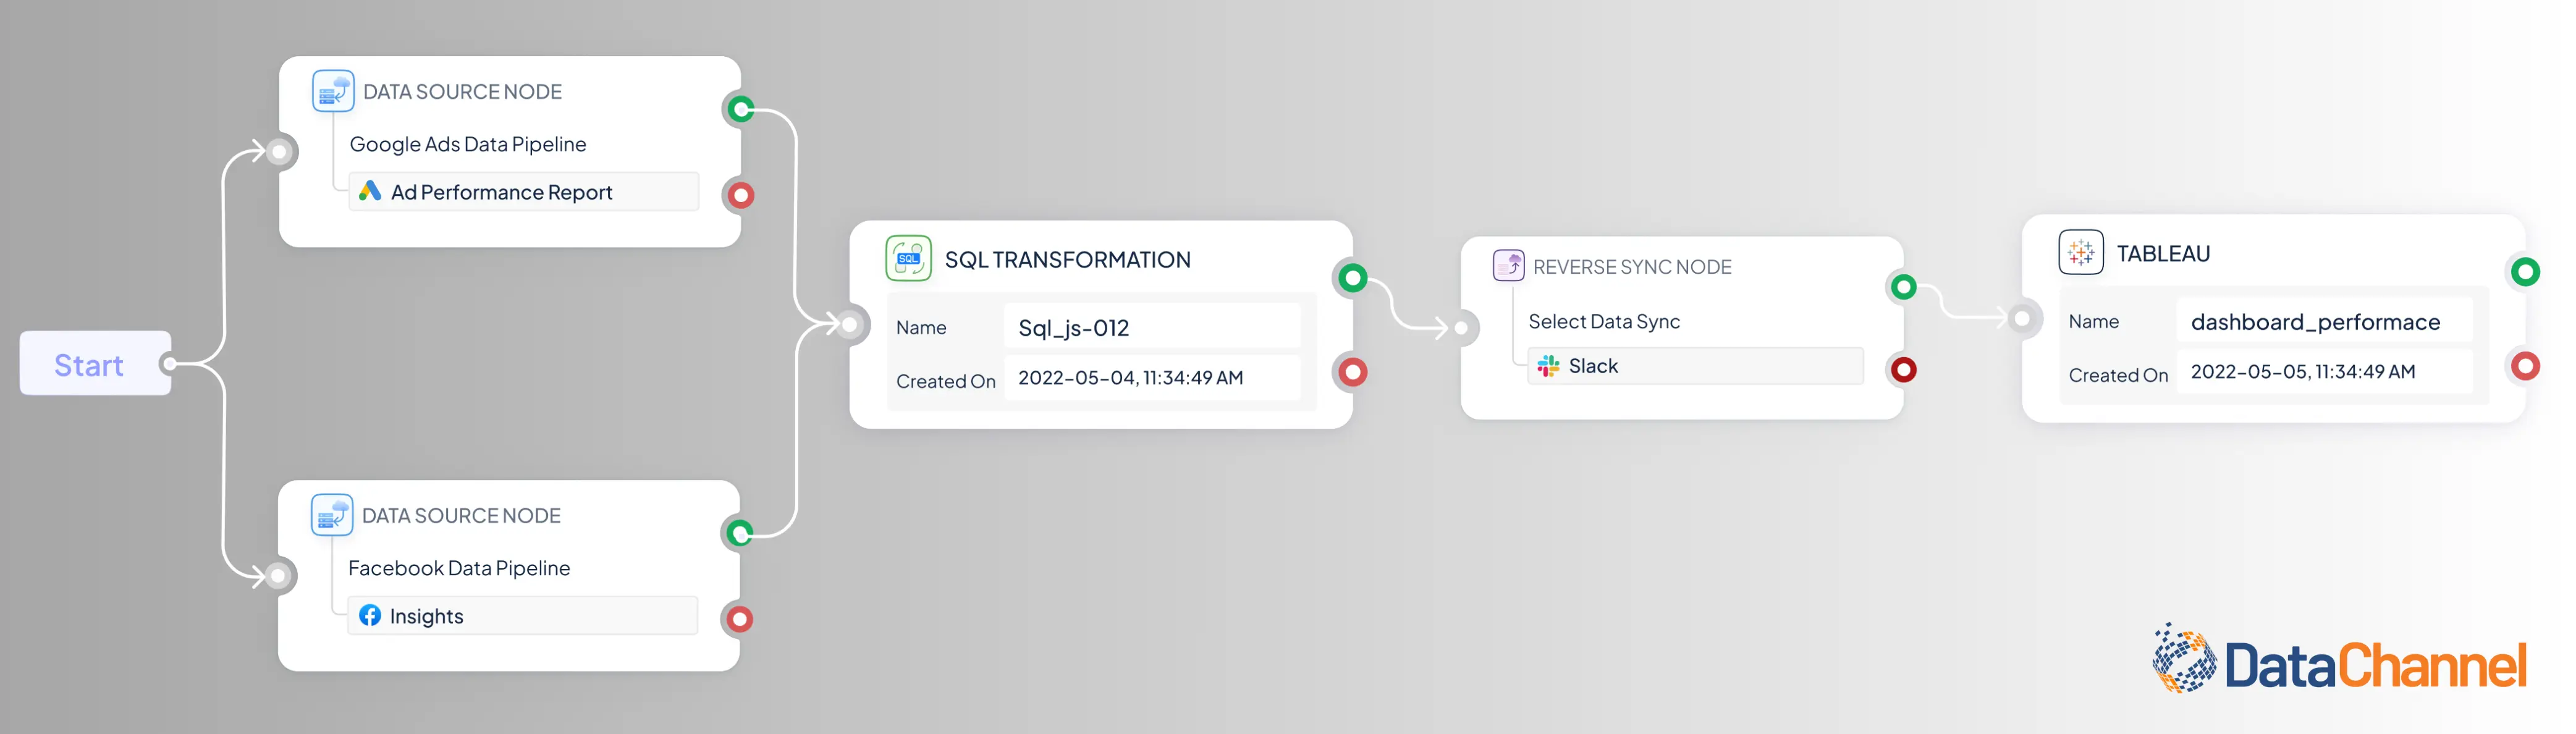 Start
DATA SOURCE NODE
Google Ads Data Pipeline
Ad Performance Report
DATA SOURCE NODE
Facebook Data Pipeline
Insights
SQL TRANSFORMATION
SQL
Name
Sql_js-012
Created On
2022-05-04, 11:34:49 AM
REVERSE SYNC NODE
Select Data Sync
Slack
TABLEAU
Name
dashboard_performace
Created On
2022-05-05, 11:34:49 AM
DataChannel